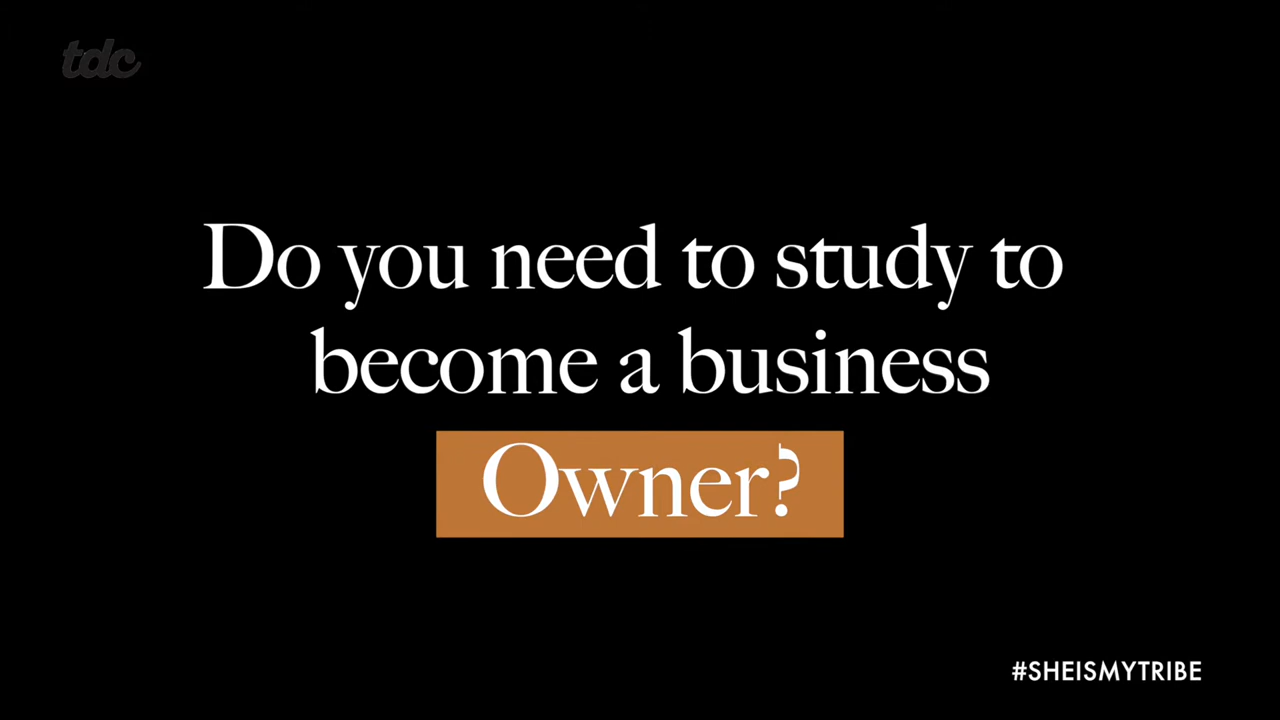 tdc
Do you need to study to
become a business
Owner?
#SHEISMYTRIBE